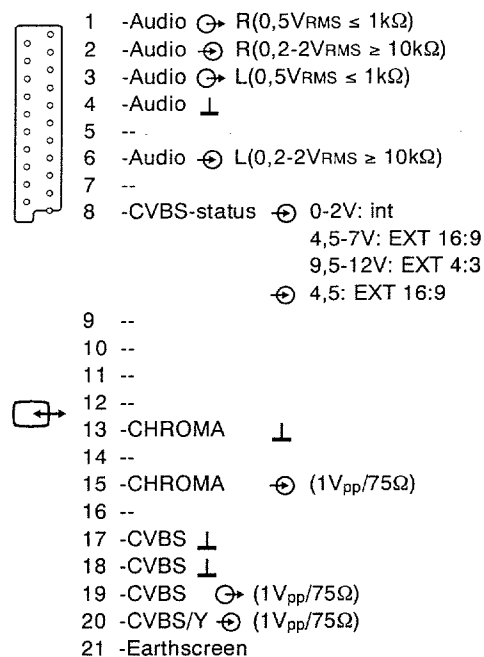 1 -Audio R(0,5VRMS ≤ 1kΩ)
2 -Audio R(0,2-2VRMS ≥ 10kΩ)
3 -Audio L(0,5VRMS ≤ 1kΩ)
4 -Audio
5 --
6 -Audio L(0,2-2VRMS ≥ 10kΩ)
7 --
8 -CVBS-status 0-2V: int
4,5-7V: EXT 16:9
9,5-12V: EXT 4:3
4,5: EXT 16:9
9 --
10 --
11 --
12 --
13 -CHROMA
14 --
15 -CHROMA (1Vpp/75Ω)
16 --
17 -CVBS
18 -CVBS
19 -CVBS (1Vpp/75Ω)
20 -CVBS/Y (1Vpp/75Ω)
21 -Earthscreen